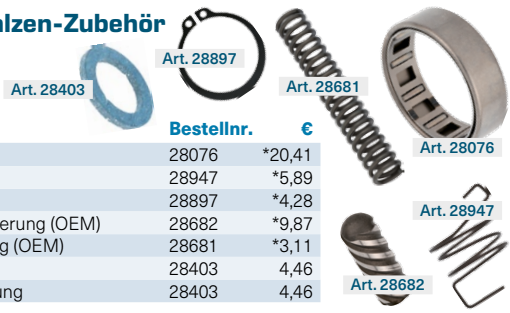 lzen-Zubehör
Art. 28897
Art. 28403
Art. 28681
Art. 28076
Bestellnr. €
28076 *20,41
28947 *5,89
28897 *4,28
erung (OEM) 28682 *9,87
g (OEM) 28681 *3,11
28403 4,46
ung 28403 4,46
Art. 28947
Art. 28682